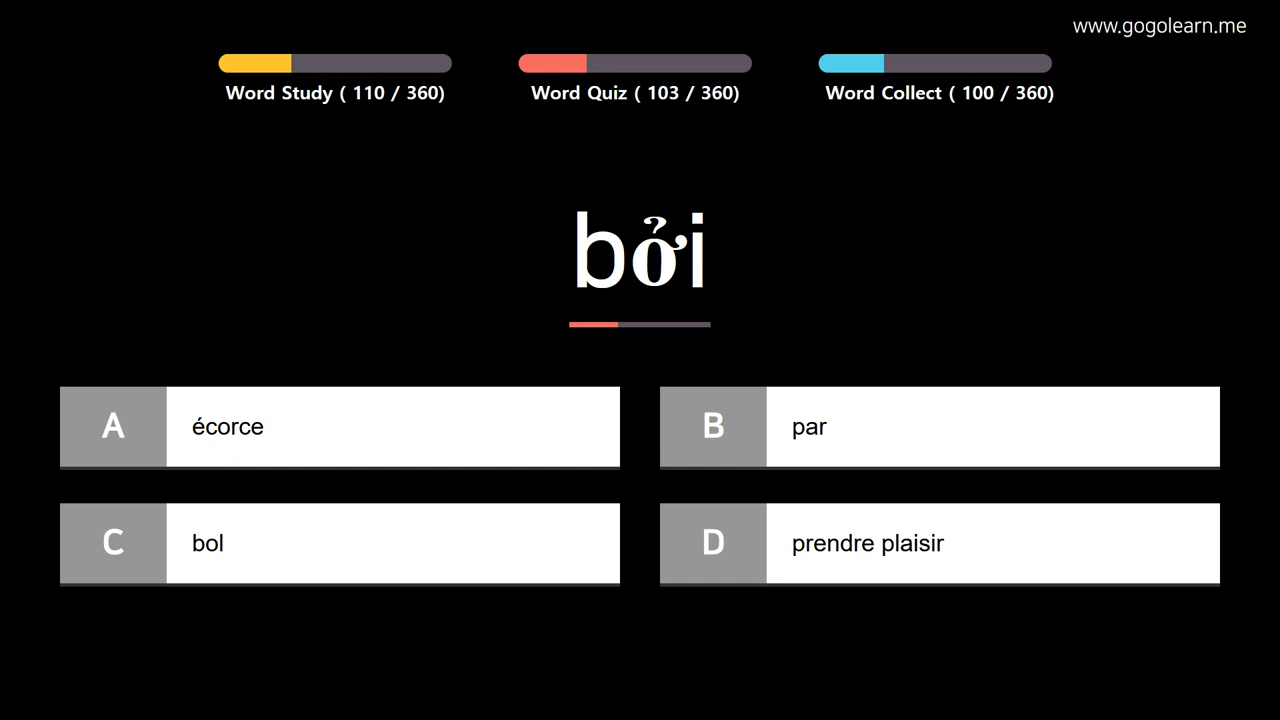 www.gogolearn.me
Word Study ( 110 / 360)
Word Quiz ( 103 / 360)
Word Collect ( 100 / 360)
bởi
A écorce
B par
C bol
D prendre plaisir